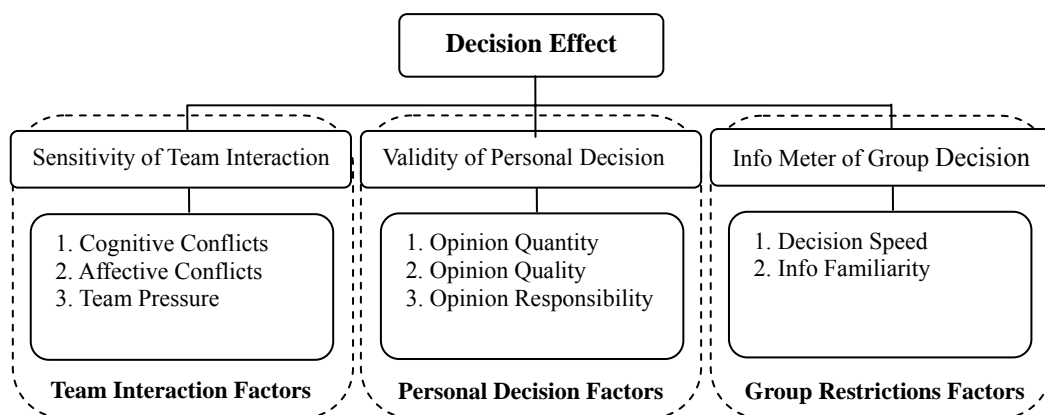 Decision Effect
Sensitivity of Team Interaction
1. Cognitive Conflicts
2. Affective Conflicts
3. Team Pressure
Team Interaction Factors
Validity of Personal Decision
1. Opinion Quantity
2. Opinion Quality
3. Opinion Responsibility
Personal Decision Factors
Info Meter of Group Decision
1. Decision Speed
2. Info Familiarity
Group Restrictions Factors